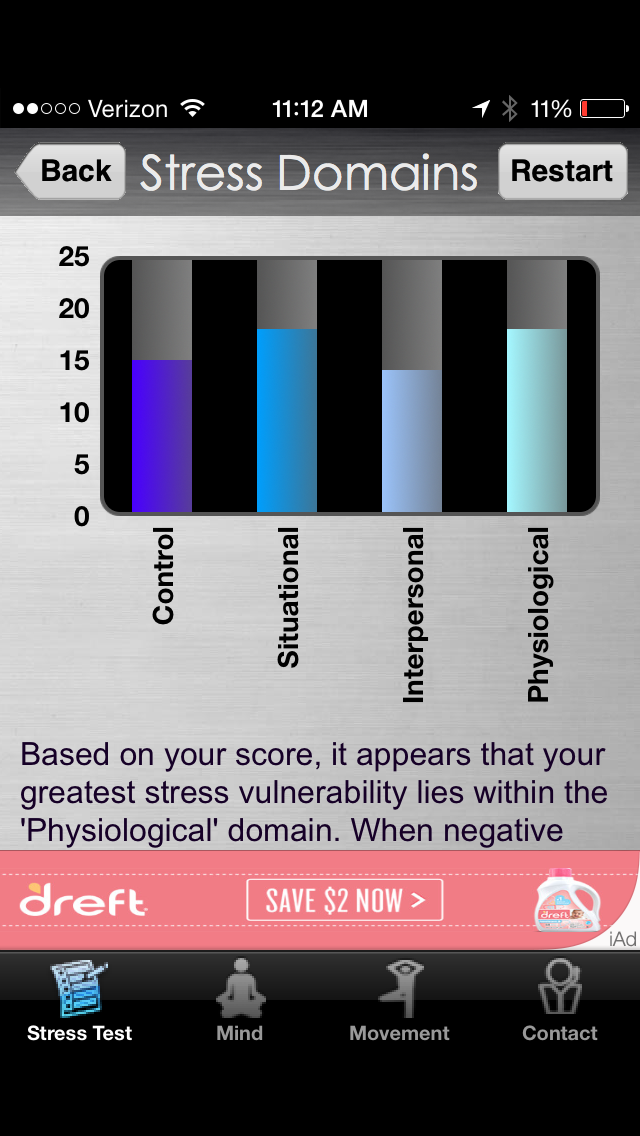 Verizon 11:12 AM 11%
Back Stress Domains Restart
25
20
15
10
5
0
Control
Situational
Interpersonal
Physiological
Based on your score, it appears that your
greatest stress vulnerability lies within the
'Physiological' domain. When negative
dreft SAVE $2 NOW >
dreft
iAd
Stress Test Mind Movement Contact